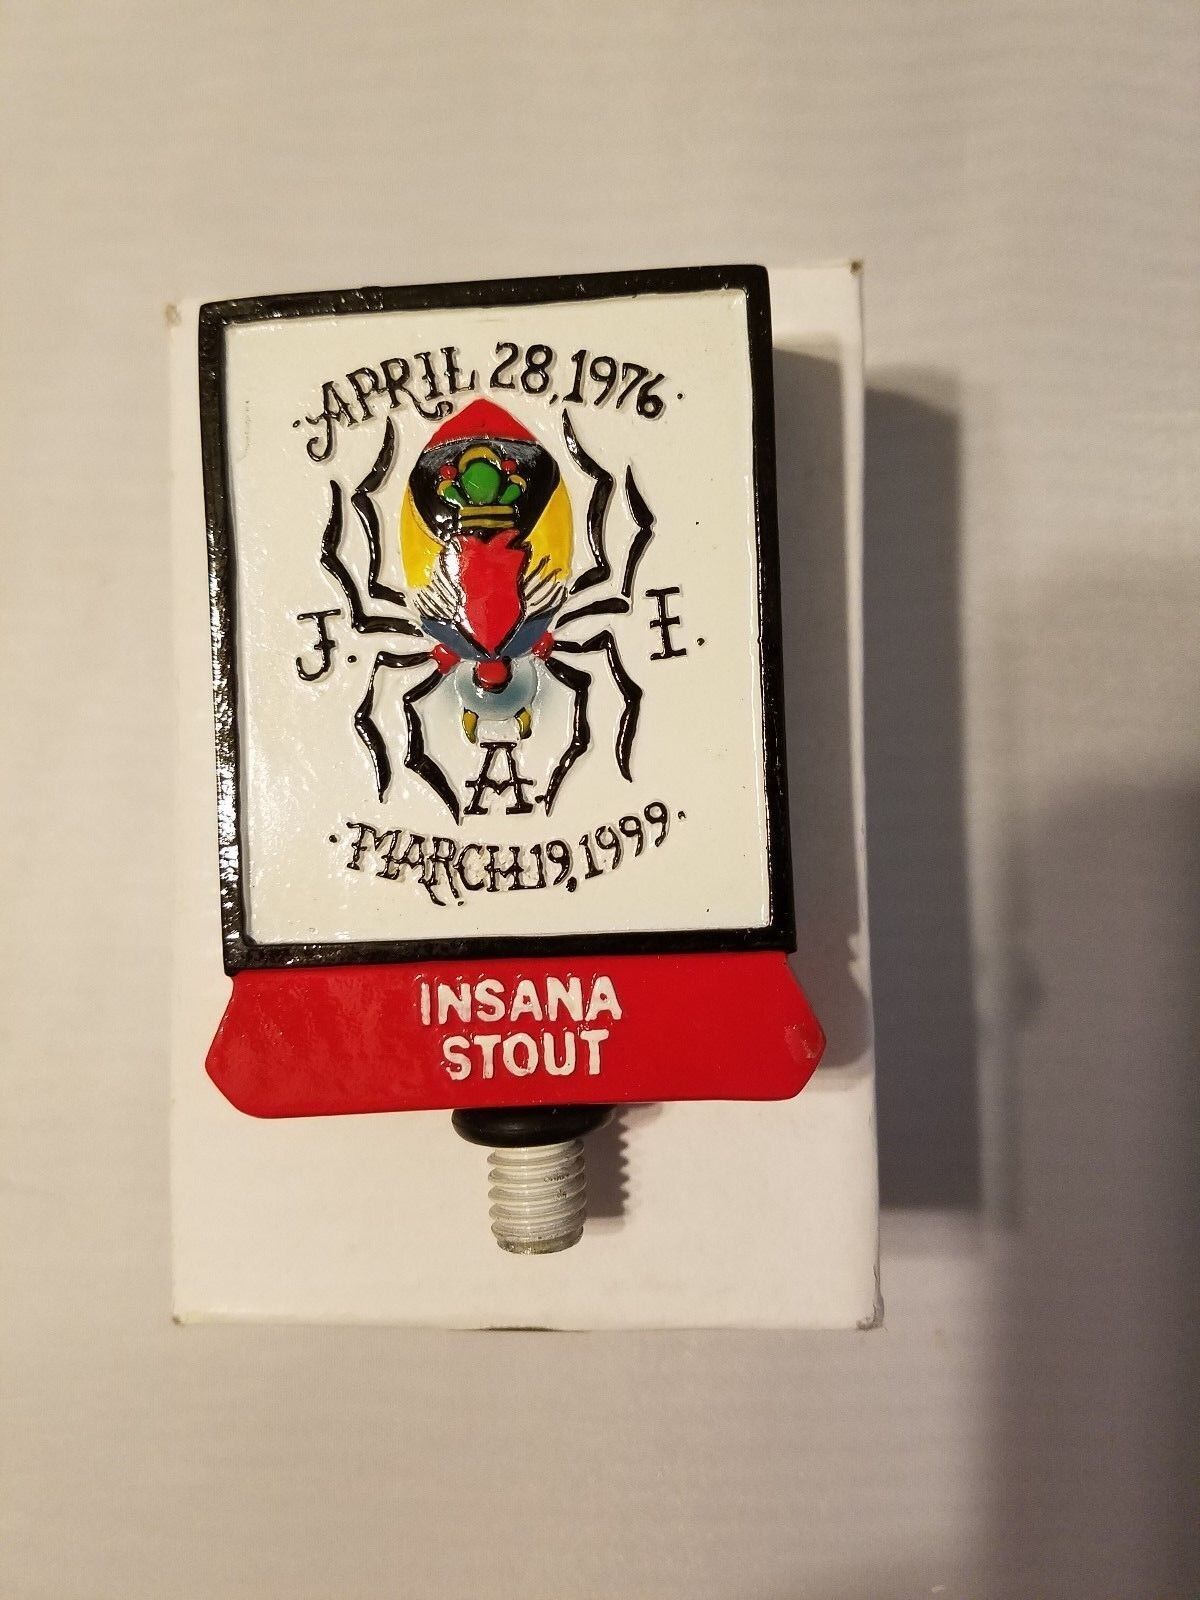 ·APRIL 28, 1976·
J. I.
A.
·MARCH 19, 1999·
INSANA
STOUT